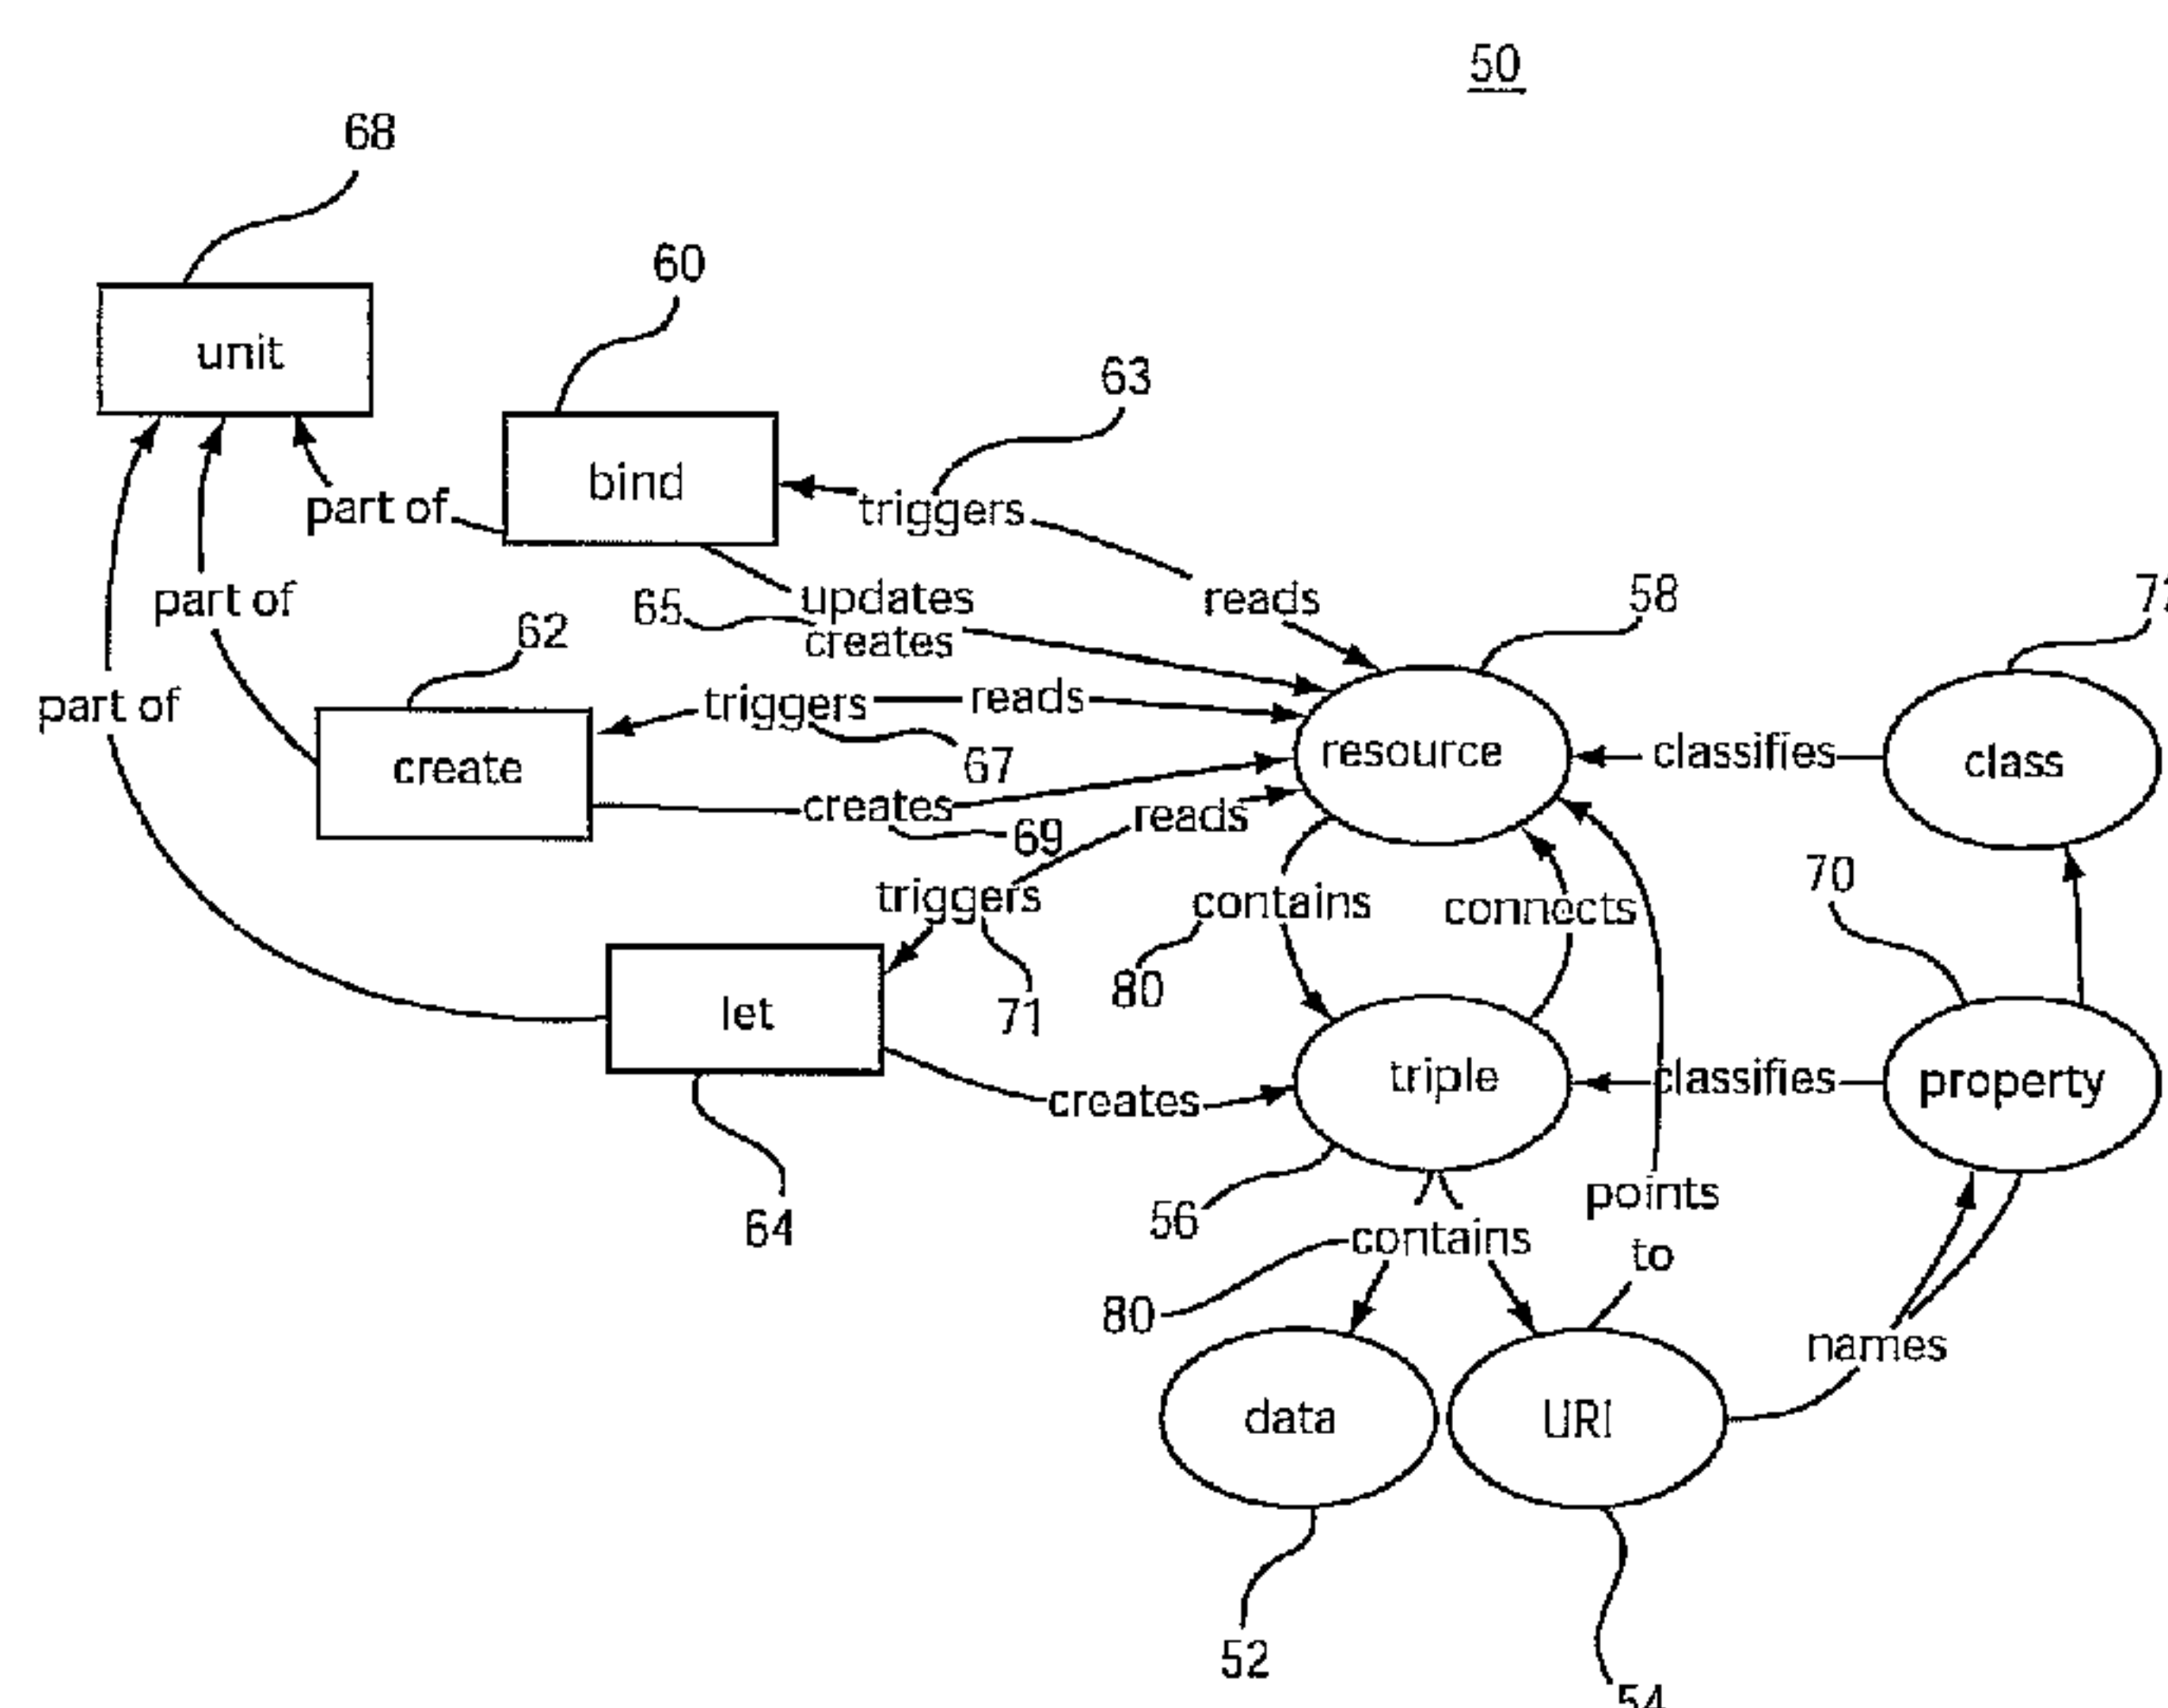 50
68
60
unit
63
bind
triggers
part of
reads
58
updates
65
creates
part of
62
part of
triggers
reads
67
create
resource
classifies
class
creates
reads
69
70
triggers
contains
connects
80
71
let
triple
classifies
property
creates
points
56
64
contains
to
80
names
data
URI
52
54